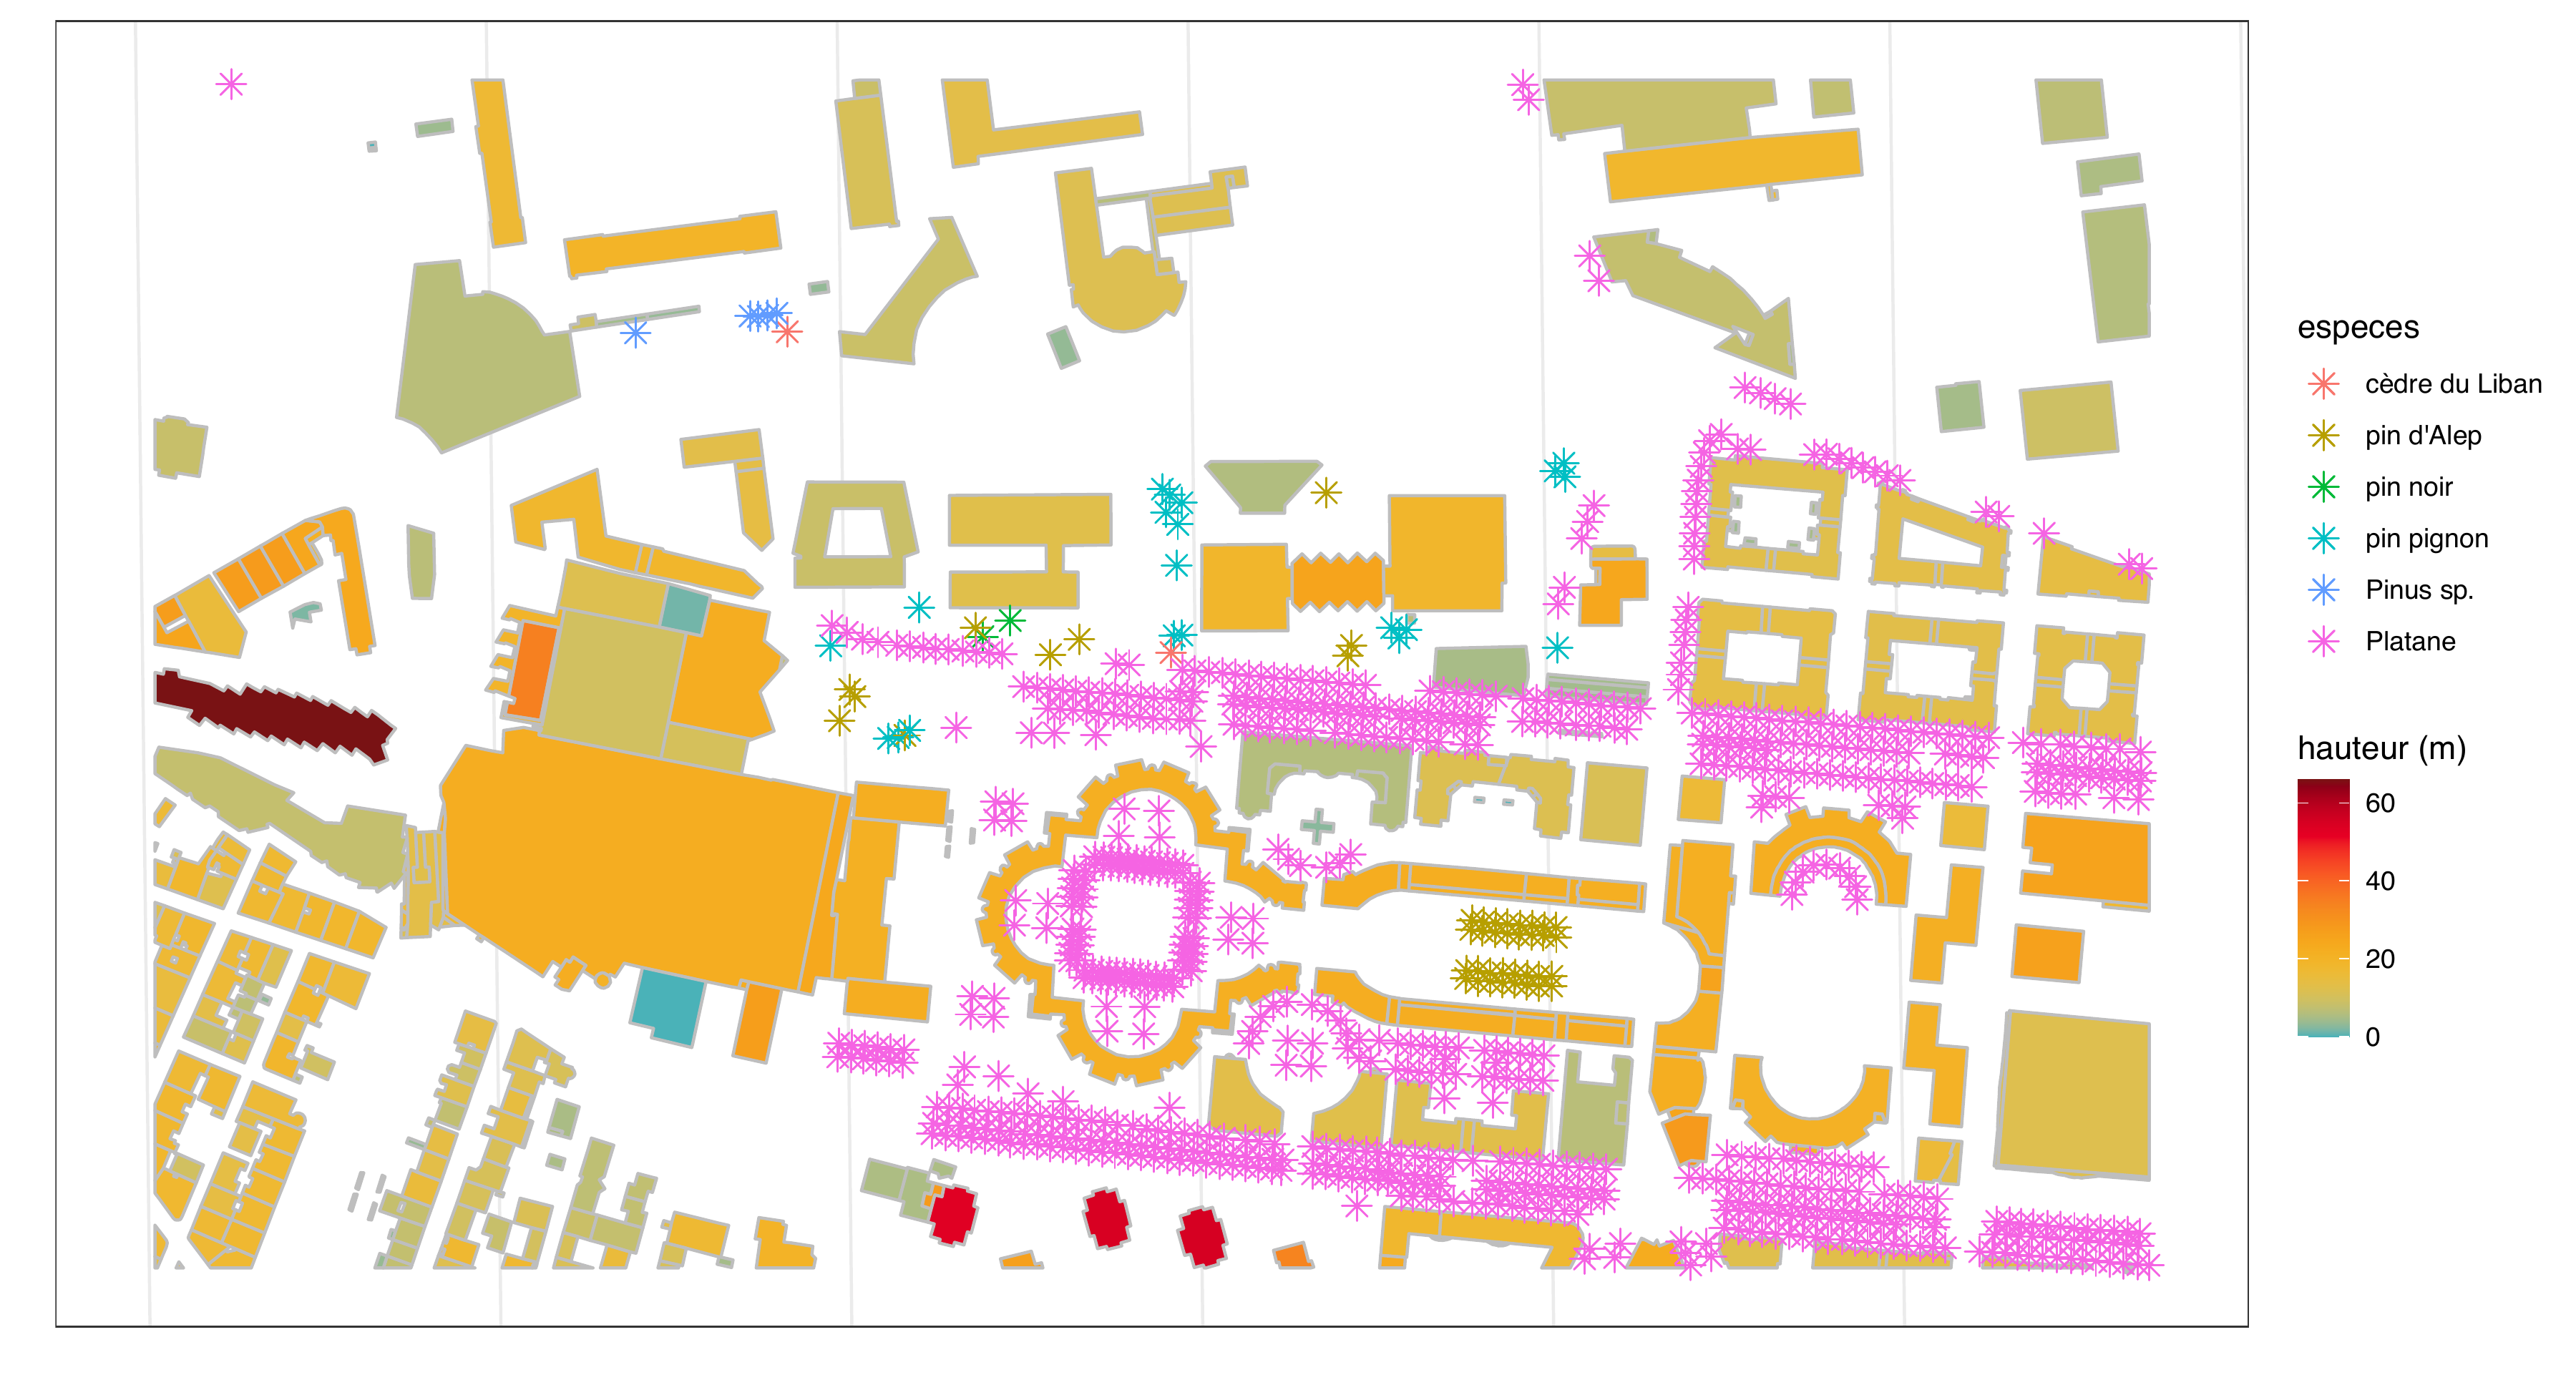 especes
cèdre du Liban
pin d'Alep
pin noir
pin pignon
Pinus sp.
Platane
hauteur (m)
60
40
20
0